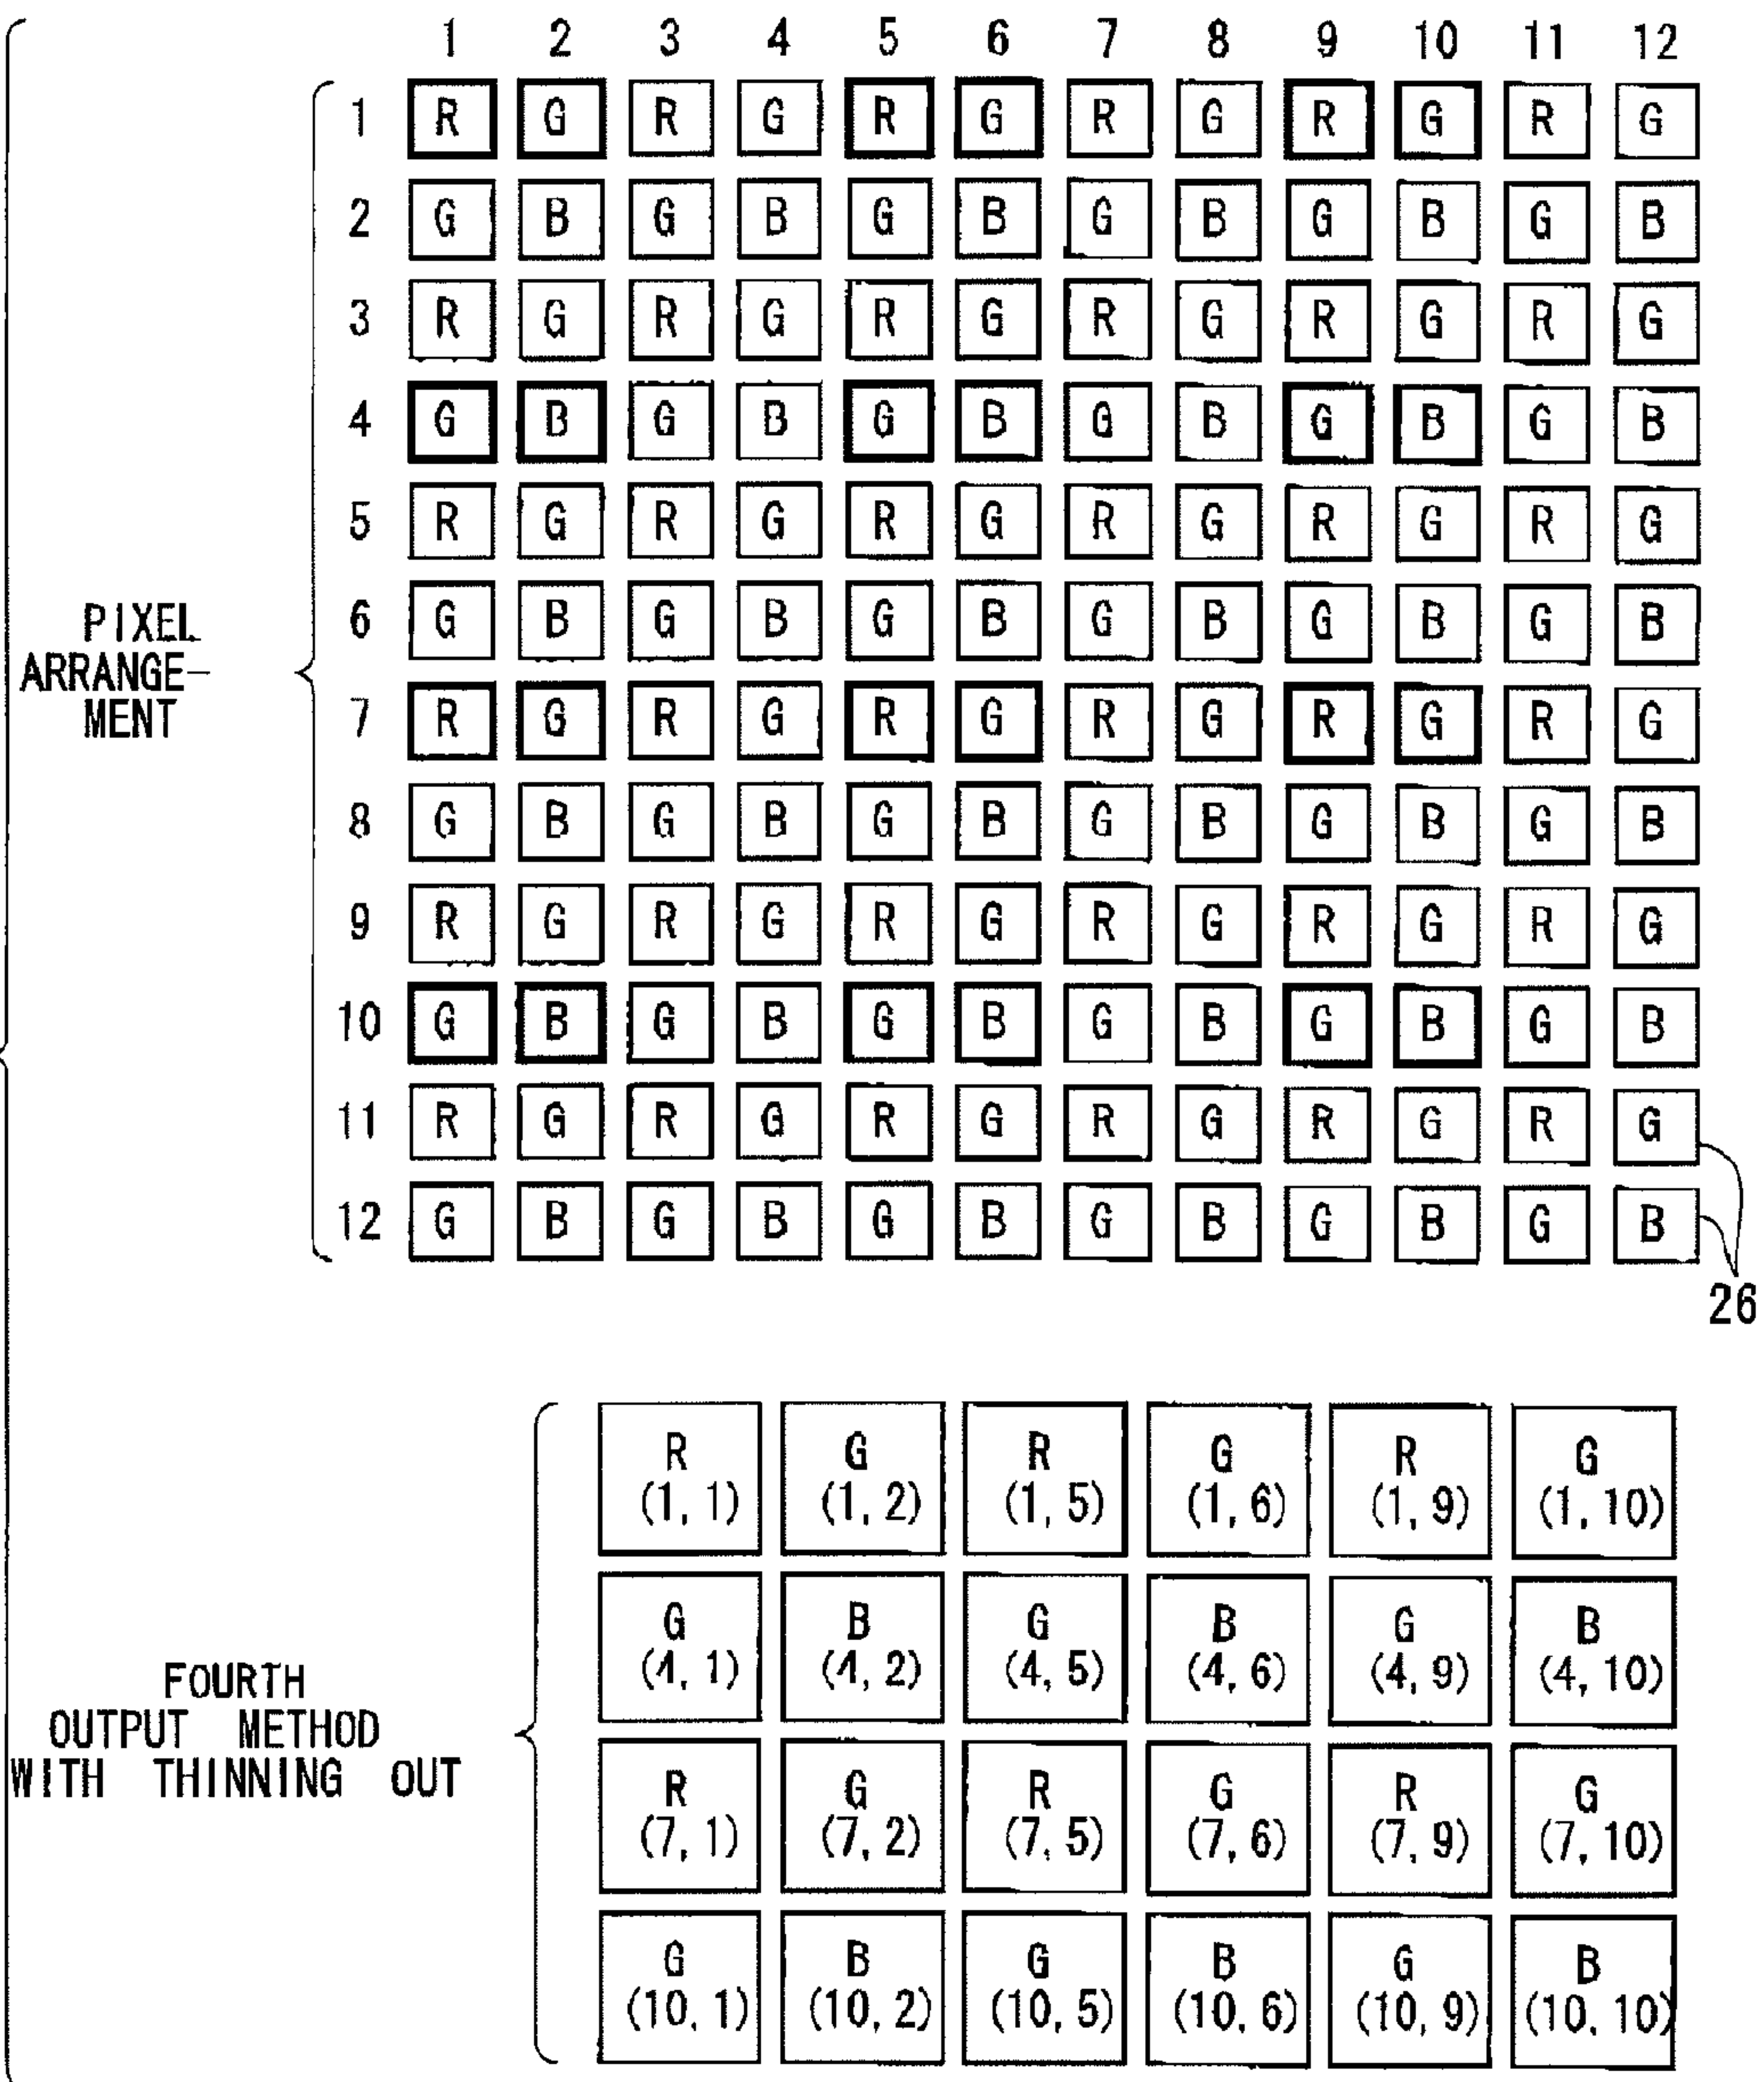 1 2 3 4 5 6 7 8 9 10 11 12
1 R G R G R G R G R G R G
2 G B G B G B G B G B G B
3 R G R G R G R G R G R G
4 G B G B G B G B G B G B
5 R G R G R G R G R G R G
6 G B G B G B G B G B G B
7 R G R G R G R G R G R G
8 G B G B G B G B G B G B
9 R G R G R G R G R G R G
10 G B G B G B G B G B G B
11 R G R G R G R G R G R G
12 G B G B G B G B G B G B
PIXEL
ARRANGE-
MENT
26
R G R G R G
(1, 1) (1, 2) (1, 5) (1, 6) (1, 9) (1, 10)
G B G B G B
(4, 1) (4, 2) (4, 5) (4, 6) (4, 9) (4, 10)
R G R G R G
(7, 1) (7, 2) (7, 5) (7, 6) (7, 9) (7, 10)
G B G B G B
(10, 1) (10, 2) (10, 5) (10, 6) (10, 9) (10, 10)
FOURTH
OUTPUT METHOD
WITH THINNING OUT